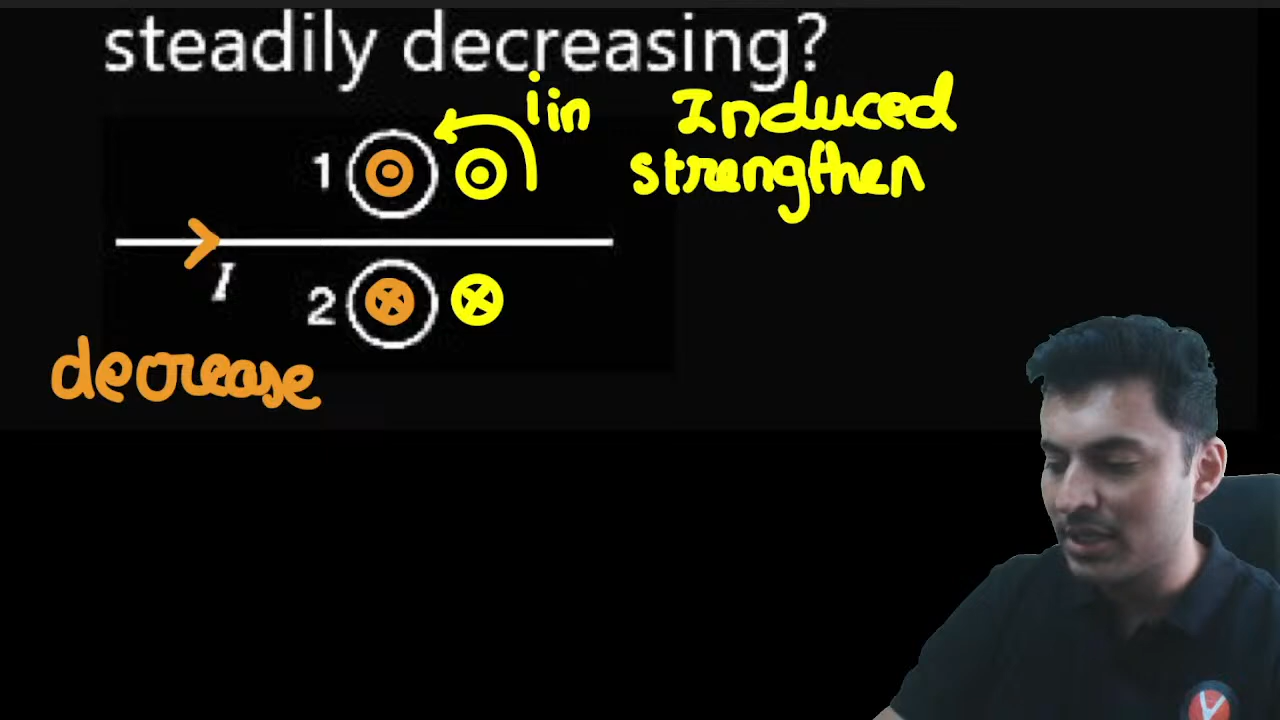 steadily decreasing?
iin
Induced
strengthen
1
I
2
decrease